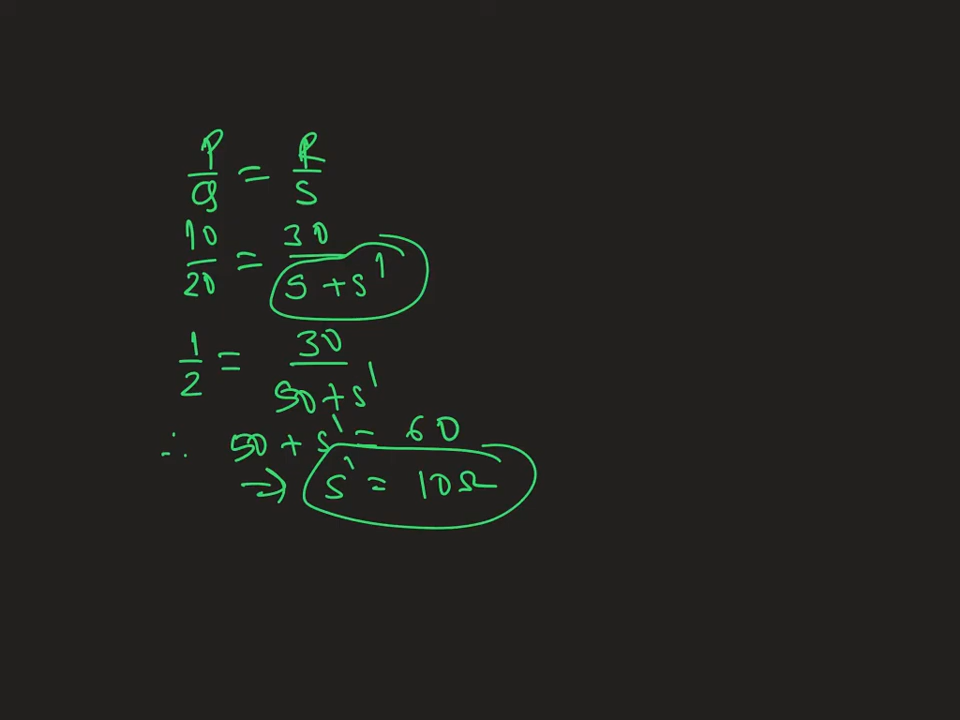 P/Q = R/S
10/20 = 30/S + S'
1/2 = 30/50 + S'
∴ 50 + S' = 60
⇒ S' = 10Ω